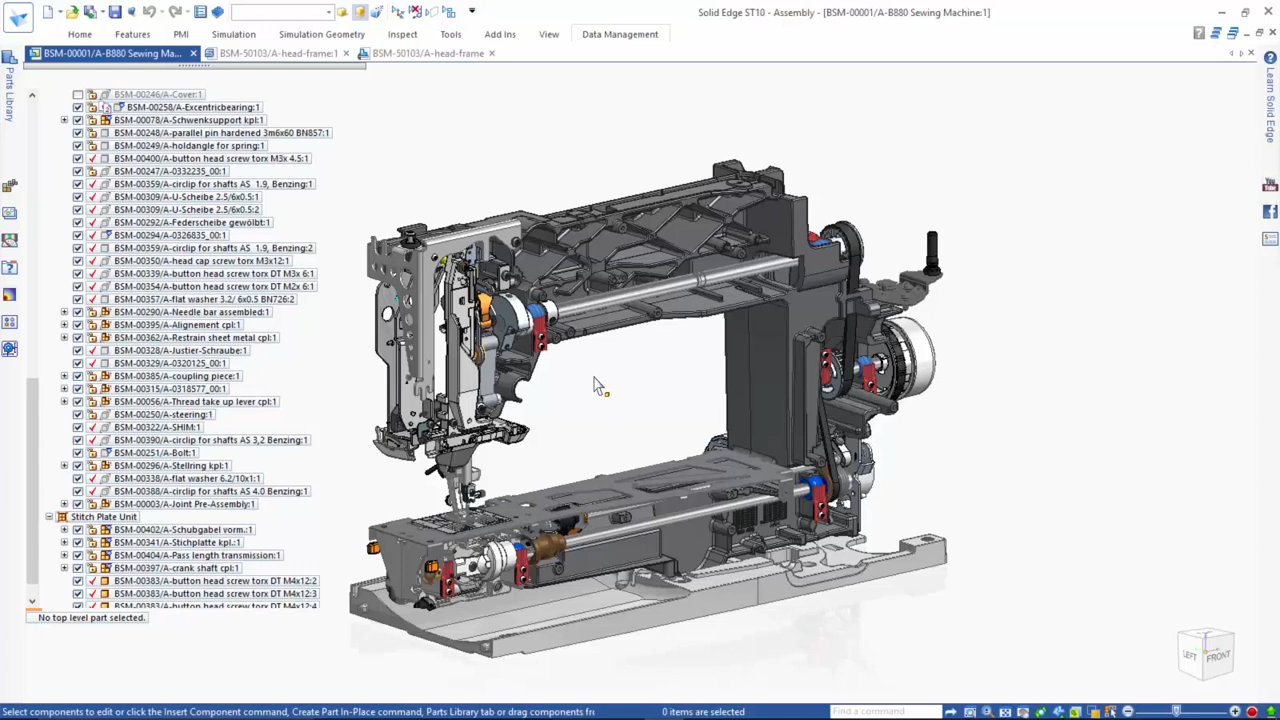 Solid Edge ST10 - Assembly - [BSM-00001/A-B880 Sewing Machine:1]
Home Features PMI Simulation Simulation Geometry Inspect Tools Add Ins View Data Management
BSM-00001/A-B880 Sewing Ma... BSM-50103/A-head-frame:1 BSM-50103/A-head-frame
Parts Library
Learn Solid Edge
You Tube
BSM-00246/A-Cover:1
BSM-00258/A-Excentricbearing:1
BSM-00078/A-Schwenksupport kpl:1
BSM-00248/A-parallel pin hardened 3m6x60 BN857:1
BSM-00249/A-holdangle for spring:1
BSM-00400/A-button head screw torx M3x 4.5:1
BSM-00247/A-0332235_00:1
BSM-00359/A-circlip for shafts AS  1.9, Benzing:1
BSM-00309/A-U-Scheibe 2.5/6x0.5:1
BSM-00309/A-U-Scheibe 2.5/6x0.5:2
BSM-00292/A-Federscheibe gewölbt:1
BSM-00294/A-0326835_00:1
BSM-00359/A-circlip for shafts AS  1.9, Benzing:2
BSM-00350/A-head cap screw torx M3x12:1
BSM-00339/A-button head screw torx DT M3x 6:1
BSM-00354/A-button head screw torx DT M2x 6:1
BSM-00357/A-flat washer 3.2/ 6x0.5 BN726:2
BSM-00290/A-Needle bar assembled:1
BSM-00395/A-Alignement cpl:1
BSM-00362/A-Restrain sheet metal cpl:1
BSM-00328/A-Justier-Schraube:1
BSM-00329/A-0320125_00:1
BSM-00385/A-coupling piece:1
BSM-00315/A-0318577_00:1
BSM-00056/A-Thread take up lever cpl:1
BSM-00250/A-steering:1
BSM-00322/A-SHIM:1
BSM-00390/A-circlip for shafts AS 3,2 Benzing:1
BSM-00251/A-Bolt:1
BSM-00296/A-Stellring kpl:1
BSM-00338/A-flat washer 6.2/10x1:1
BSM-00388/A-circlip for shafts AS 4.0 Benzing:1
BSM-00003/A-Joint Pre-Assembly:1
Stitch Plate Unit
BSM-00402/A-Schubgabel vorm.:1
BSM-00341/A-Stichplatte kpl.:1
BSM-00404/A-Pass length transmission:1
BSM-00397/A-crank shaft cpl:1
BSM-00383/A-button head screw torx DT M4x12:2
BSM-00383/A-button head screw torx DT M4x12:3
BSM-00383/A-button head screw torx DT M4x12:4
No top level part selected.
LEFT FRONT
Select components to edit or click the Insert Component command, Create Part In-Place command, Parts Library tab or drag components fr 0 items are selected Find a command